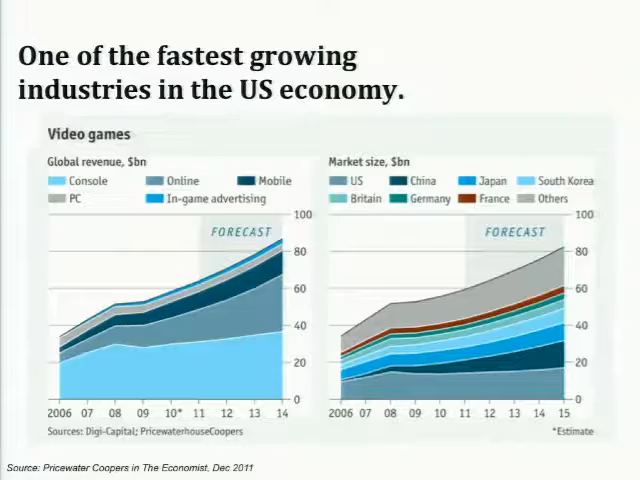 One of the fastest growing
industries in the US economy.
Video games
Global revenue, $bn
Console Online Mobile
PC In-game advertising
FORECAST
100
80
60
40
20
0
2006 07 08 09 10* 11 12 13 14
Market size, $bn
US China Japan South Korea
Britain Germany France Others
FORECAST
100
80
60
40
20
0
2006 07 08 09 10 11 12 13 14 15
Sources: Digi-Capital; PricewaterhouseCoopers
*Estimate
Source: Pricewater Coopers in The Economist, Dec 2011